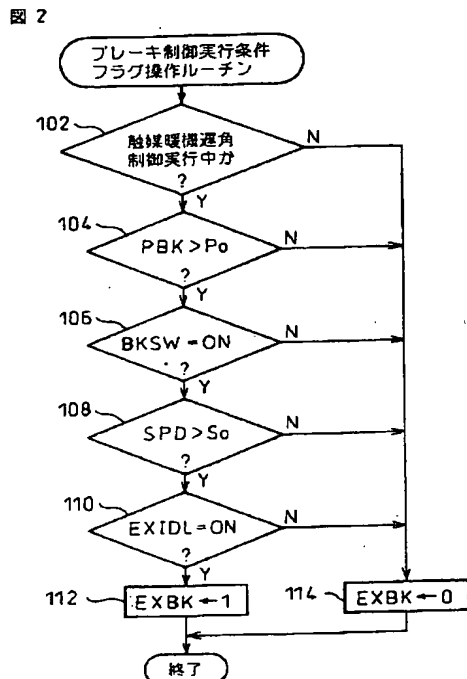 図 2
ブレーキ制御実行条件
フラグ操作ルーチン
102
触媒暖機遅角
制御実行中か
?
N
Y
104
PBK>Po
?
N
Y
106
BKSW=ON
?
N
Y
108
SPD>So
?
N
Y
110
EXIDL=ON
?
N
Y
112
EXBK←1
114
EXBK←0
終了